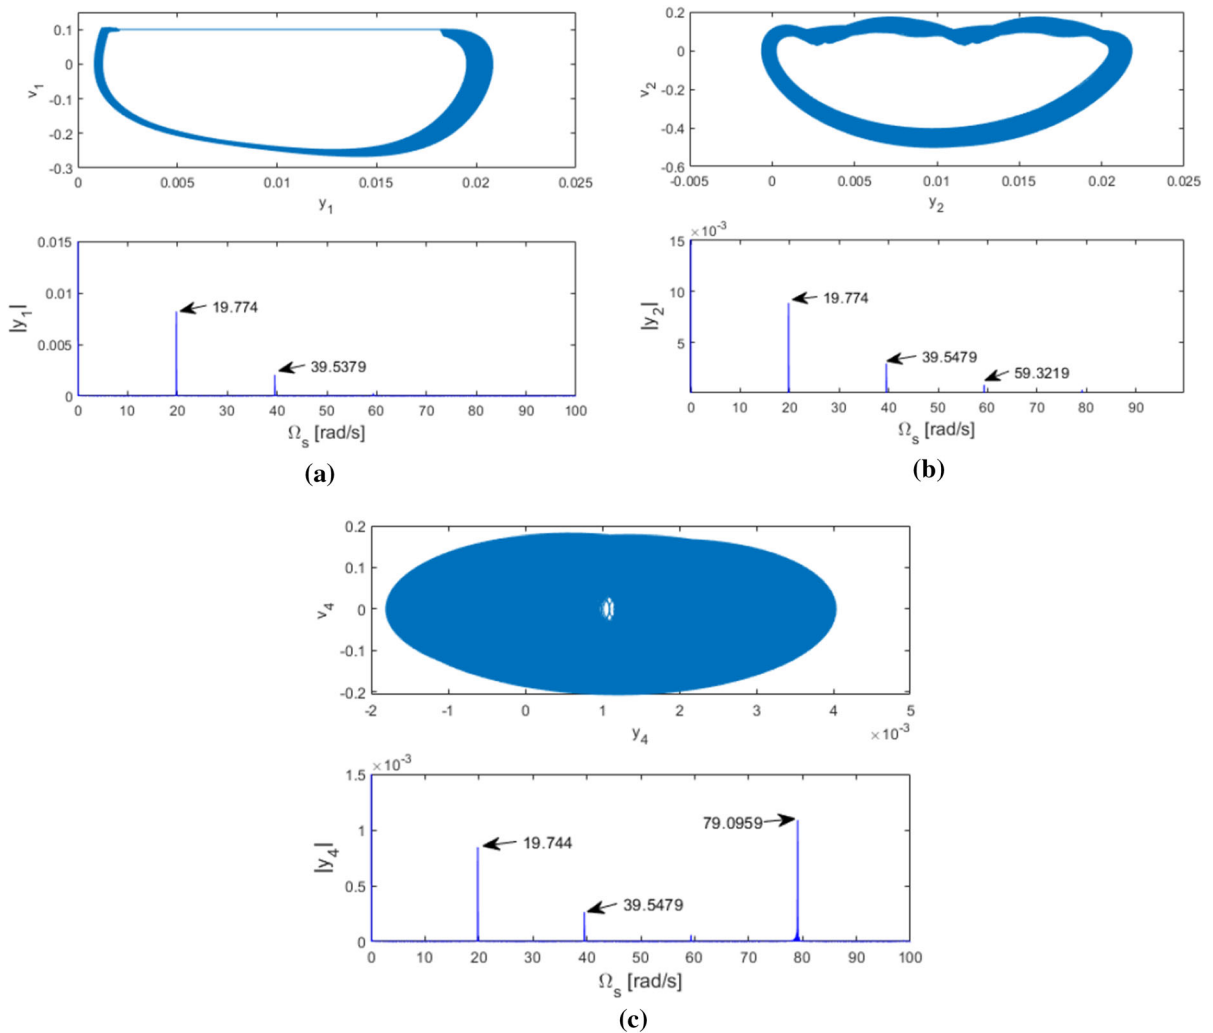 0.1
0
-0.1
-0.2
-0.3
v1
0 0.005 0.01 0.015 0.02 0.025
y1
0.2
0
-0.2
-0.4
-0.6
v2
-0.005 0 0.005 0.01 0.015 0.02 0.025
y2
0.015
0.01
0.005
0
|y1|
19.774
39.5379
0 10 20 30 40 50 60 70 80 90 100
Ωs [rad/s]
(a)
×10-3
15
10
5
|y2|
19.774
39.5479
59.3219
0 10 20 30 40 50 60 70 80 90
Ωs [rad/s]
(b)
0.2
0.1
0
-0.1
-0.2
v4
-2 -1 0 1 2 3 4 5
y4
×10-3
×10-3
1.5
1
0.5
0
|y4|
19.744
39.5479
79.0959
0 10 20 30 40 50 60 70 80 90 100
Ωs [rad/s]
(c)